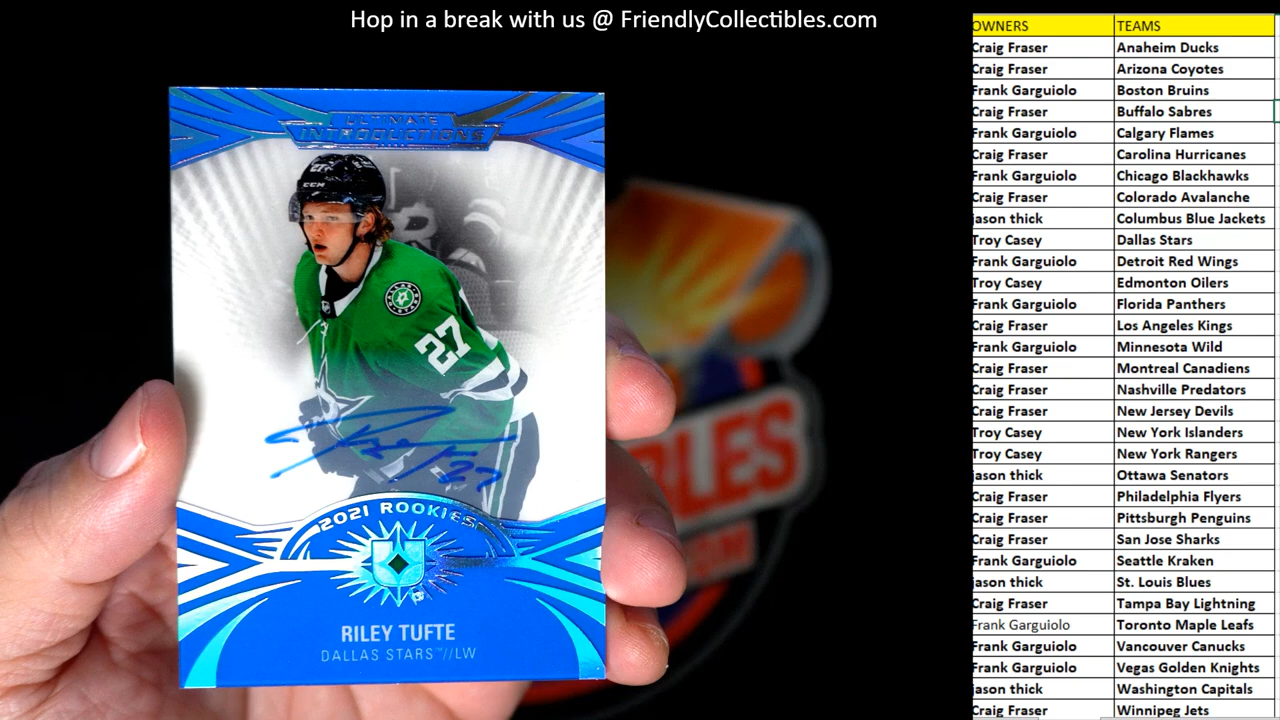 Hop in a break with us @ FriendlyCollectibles.com
ULTIMATE
INTRODUCTIONS
27
CCM
DALLAS
STARS
27
27
2021 ROOKIES
RILEY TUFTE
DALLAS STARS™//LW
BLES
OWNERS TEAMS
Craig Fraser Anaheim Ducks
Craig Fraser Arizona Coyotes
Frank Garguiolo Boston Bruins
Craig Fraser Buffalo Sabres
Frank Garguiolo Calgary Flames
Craig Fraser Carolina Hurricanes
Frank Garguiolo Chicago Blackhawks
Craig Fraser Colorado Avalanche
jason thick Columbus Blue Jackets
Troy Casey Dallas Stars
Frank Garguiolo Detroit Red Wings
Troy Casey Edmonton Oilers
Frank Garguiolo Florida Panthers
Craig Fraser Los Angeles Kings
Frank Garguiolo Minnesota Wild
Craig Fraser Montreal Canadiens
Craig Fraser Nashville Predators
Craig Fraser New Jersey Devils
Troy Casey New York Islanders
Troy Casey New York Rangers
jason thick Ottawa Senators
Craig Fraser Philadelphia Flyers
Craig Fraser Pittsburgh Penguins
Craig Fraser San Jose Sharks
Frank Garguiolo Seattle Kraken
jason thick St. Louis Blues
Craig Fraser Tampa Bay Lightning
Frank Garguiolo Toronto Maple Leafs
Frank Garguiolo Vancouver Canucks
Frank Garguiolo Vegas Golden Knights
jason thick Washington Capitals
Craig Fraser Winnipeg Jets